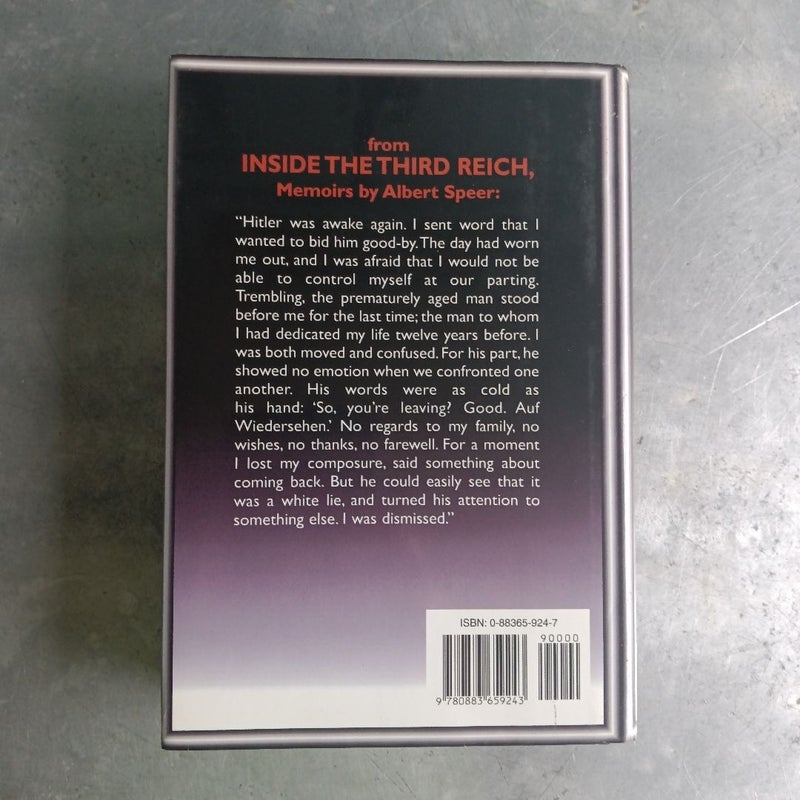 from
INSIDE THE THIRD REICH,
Memoirs by Albert Speer:
“Hitler was awake again. I sent word that I
wanted to bid him good-by. The day had worn
me out, and I was afraid that I would not be
able to control myself at our parting.
Trembling, the prematurely aged man stood
before me for the last time; the man to whom
I had dedicated my life twelve years before. I
was both moved and confused. For his part, he
showed no emotion when we confronted one
another. His words were as cold as
his hand: ‘So, you’re leaving? Good. Auf
Wiedersehen.’ No regards to my family, no
wishes, no thanks, no farewell. For a moment
I lost my composure, said something about
coming back. But he could easily see that it
was a white lie, and turned his attention to
something else. I was dismissed.”
ISBN: 0-88365-924-7
90000
9 780883 659243